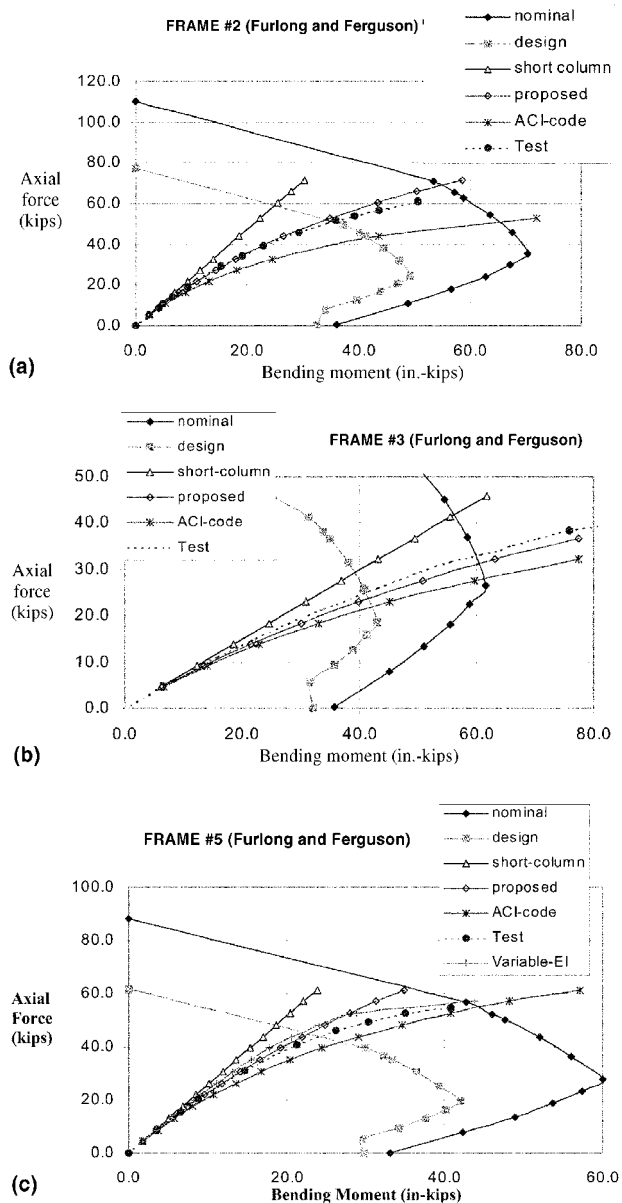 FRAME #2 (Furlong and Ferguson)
nominal
design
short column
proposed
ACI-code
Test
120.0
100.0
80.0
60.0
40.0
20.0
0.0
Axial
force
(kips)
0.0 20.0 40.0 60.0 80.0
Bending moment (in.-kips)
(a)
nominal
design
short-column
proposed
ACI-code
Test
FRAME #3 (Furlong and Ferguson)
50.0
40.0
30.0
20.0
10.0
0.0
Axial
force
(kips)
0.0 20.0 40.0 60.0 80.0
Bending moment (in.-kips)
(b)
FRAME #5 (Furlong and Ferguson)
nominal
design
short-column
proposed
ACI-code
Test
Variable-EI
100.0
80.0
60.0
40.0
20.0
0.0
Axial
Force
(kips)
0.0 20.0 40.0 60
Bending Moment (in-kips)
(c)